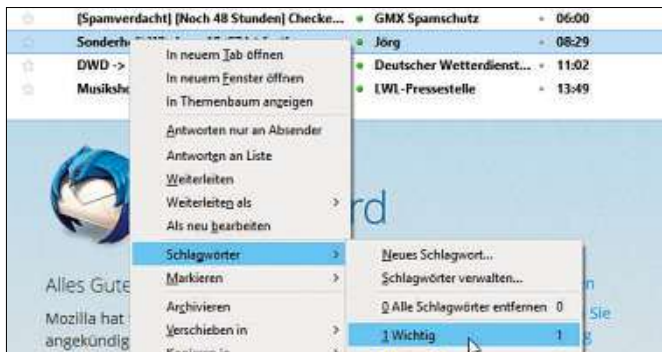 [Spamverdacht] [Noch 48 Stunden] Checke... GMX Spamschutz 06:00
Jörg 08:29
DWD -> Deutscher Wetterdienst... 11:02
LWL-Pressestelle 13:49
In neuem Tab öffnen
In neuem Fenster öffnen
In Themenbaum anzeigen
Antworten nur an Absender
Antworten an Liste
Weiterleiten
Weiterleiten als
Als neu bearbeiten
Schlagwörter
Markieren
Archivieren
Verschieben in
Neues Schlagwort...
Schlagwörter verwalten...
0 Alle Schlagwörter entfernen 0
1 Wichtig 1
rd
Alles Gute
Mozilla hat
Sie
angekündig